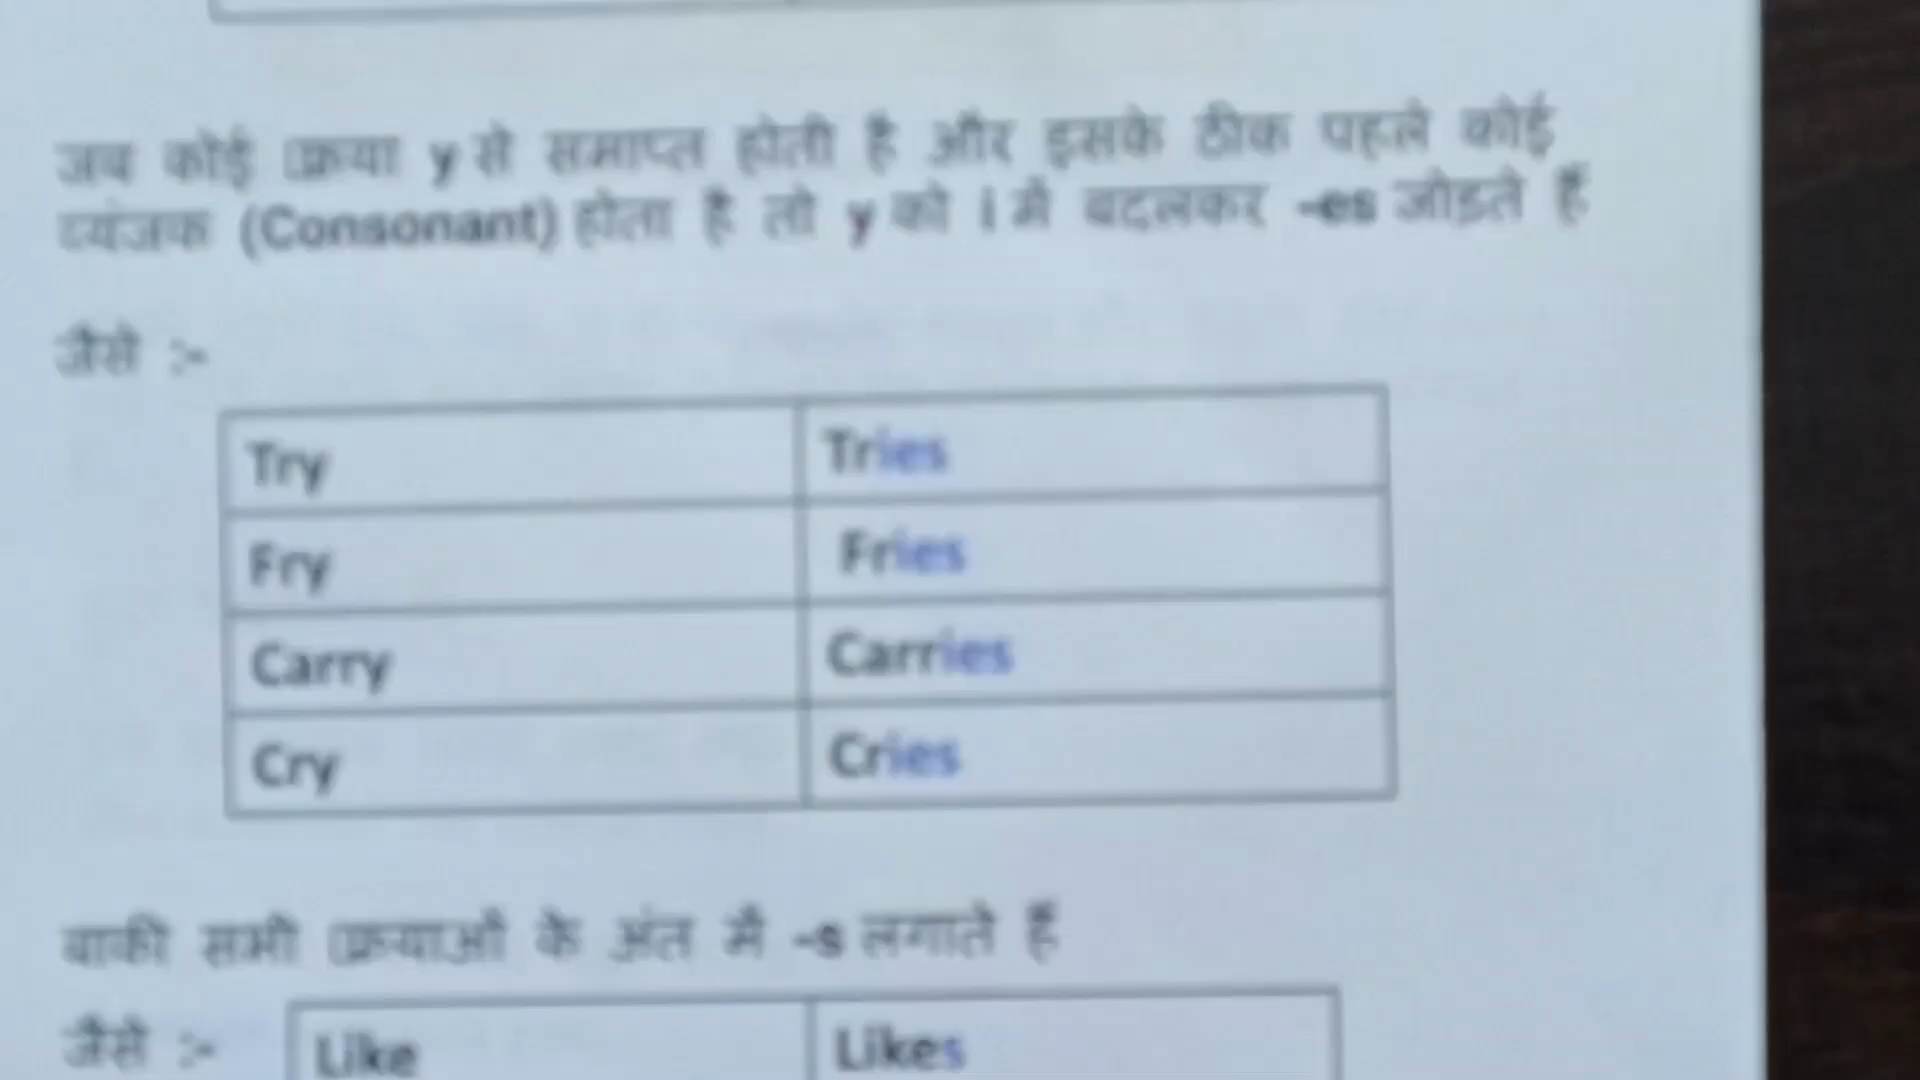 जब कोई क्रिया y से समाप्त होती है और इसके ठीक पहले कोई
व्यंजक (Consonant) होता है तो y को i में बदलकर -es जोड़ते हैं
जैसे :-
Try Tries
Fry Fries
Carry Carries
Cry Cries
बाकी सभी क्रियाओं के अंत में -s लगाते हैं
जैसे :- Like Likes